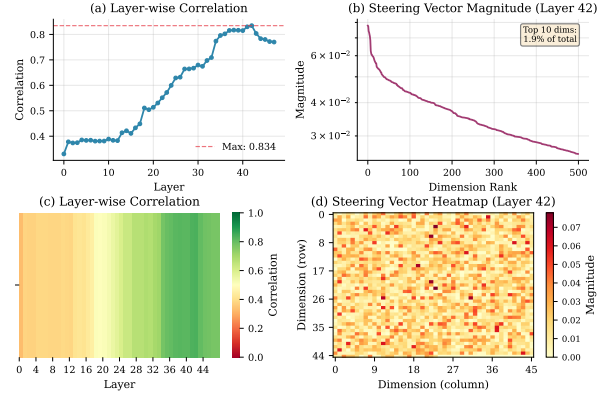 (a) Layer-wise Correlation
0.8
0.7
0.6
0.5
0.4
Correlation
Max: 0.834
0 10 20 30 40
Layer
(b) Steering Vector Magnitude (Layer 42)
Top 10 dims:
1.9% of total
6 × 10⁻²
4 × 10⁻²
3 × 10⁻²
Magnitude
0 100 200 300 400 500
Dimension Rank
(c) Layer-wise Correlation
0 4 8 12 16 20 24 28 32 36 40 44
Layer
1.0
0.8
0.6
0.4
0.2
0.0
Correlation
(d) Steering Vector Heatmap (Layer 42)
0
8
17
26
35
44
Dimension (row)
0 9 18 27 36 45
Dimension (column)
0.07
0.06
0.05
0.04
0.03
0.02
0.01
0.00
Magnitude